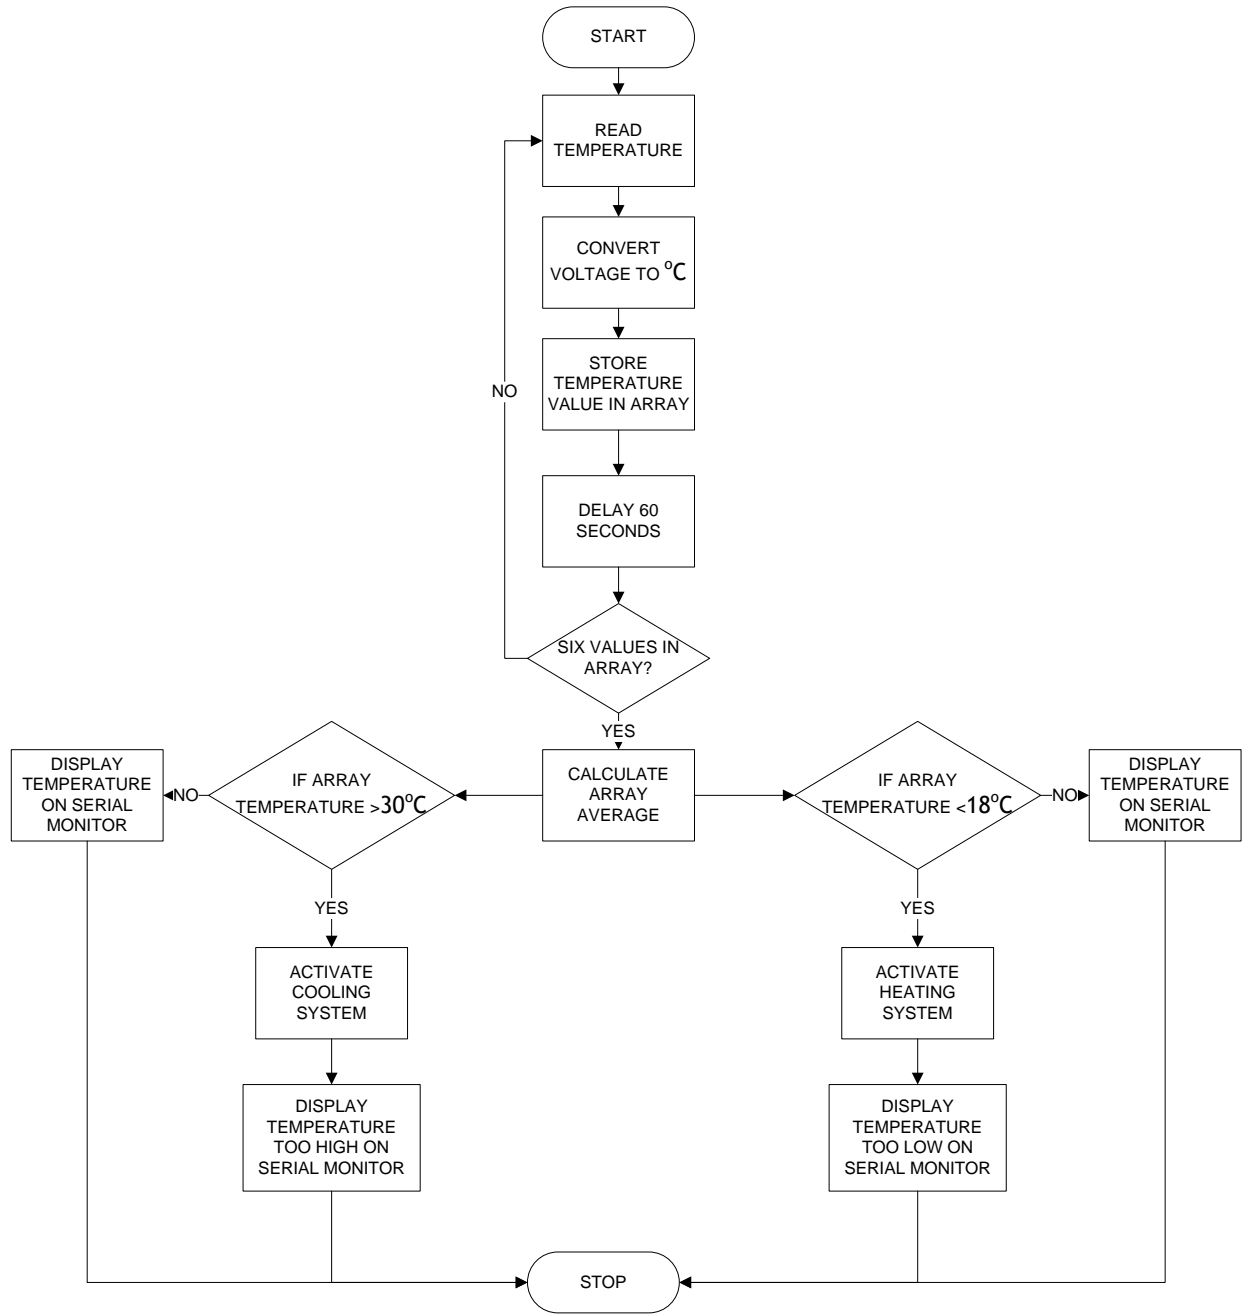 START
READ
TEMPERATURE
CONVERT
VOLTAGE TO °C
STORE
TEMPERATURE
VALUE IN ARRAY
NO
DELAY 60
SECONDS
SIX VALUES IN
ARRAY?
YES
DISPLAY
TEMPERATURE
ON SERIAL
MONITOR
NO
IF ARRAY
TEMPERATURE >30°C
CALCULATE
ARRAY
AVERAGE
IF ARRAY
TEMPERATURE <18°C
NO
DISPLAY
TEMPERATURE
ON SERIAL
MONITOR
YES
YES
ACTIVATE
COOLING
SYSTEM
ACTIVATE
HEATING
SYSTEM
DISPLAY
TEMPERATURE
TOO HIGH ON
SERIAL MONITOR
DISPLAY
TEMPERATURE
TOO LOW ON
SERIAL MONITOR
STOP